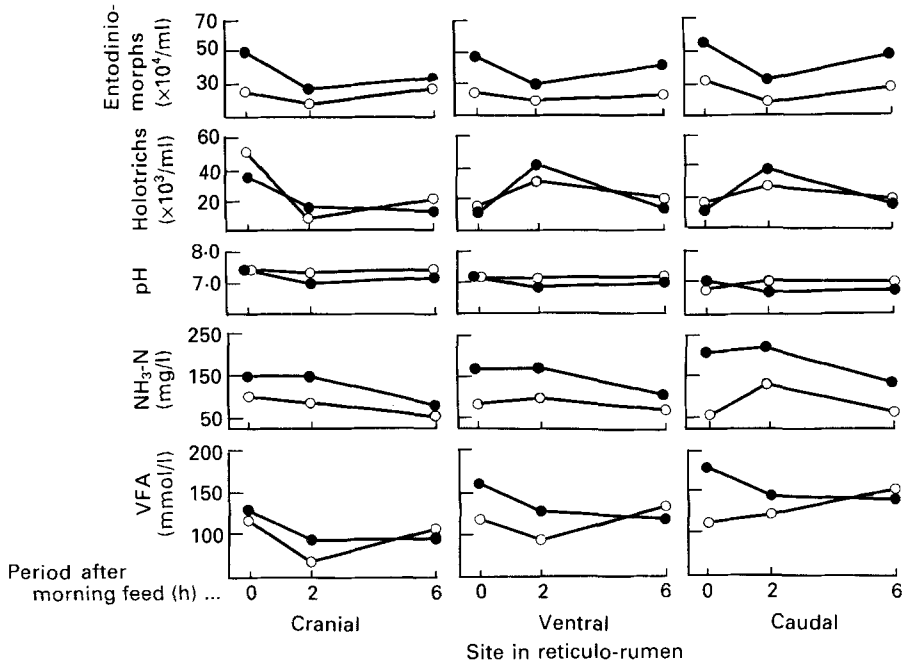 Entodinio-
morphs
(×10⁴/ml)
70
50
30
Holotrichs
(×10³/ml)
60
40
20
pH
8·0
7·0
NH₃-N
(mg/l)
250
150
50
VFA
(mmol/l)
200
150
100
Period after
morning feed (h) ...
0 2 6 0 2 6 0 2 6
Cranial Ventral Caudal
Site in reticulo-rumen